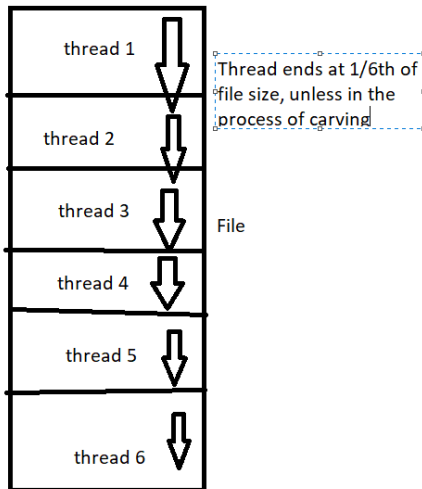 thread 1
Thread ends at 1/6th of
file size, unless in the
process of carving
thread 2
thread 3
File
thread 4
thread 5
thread 6